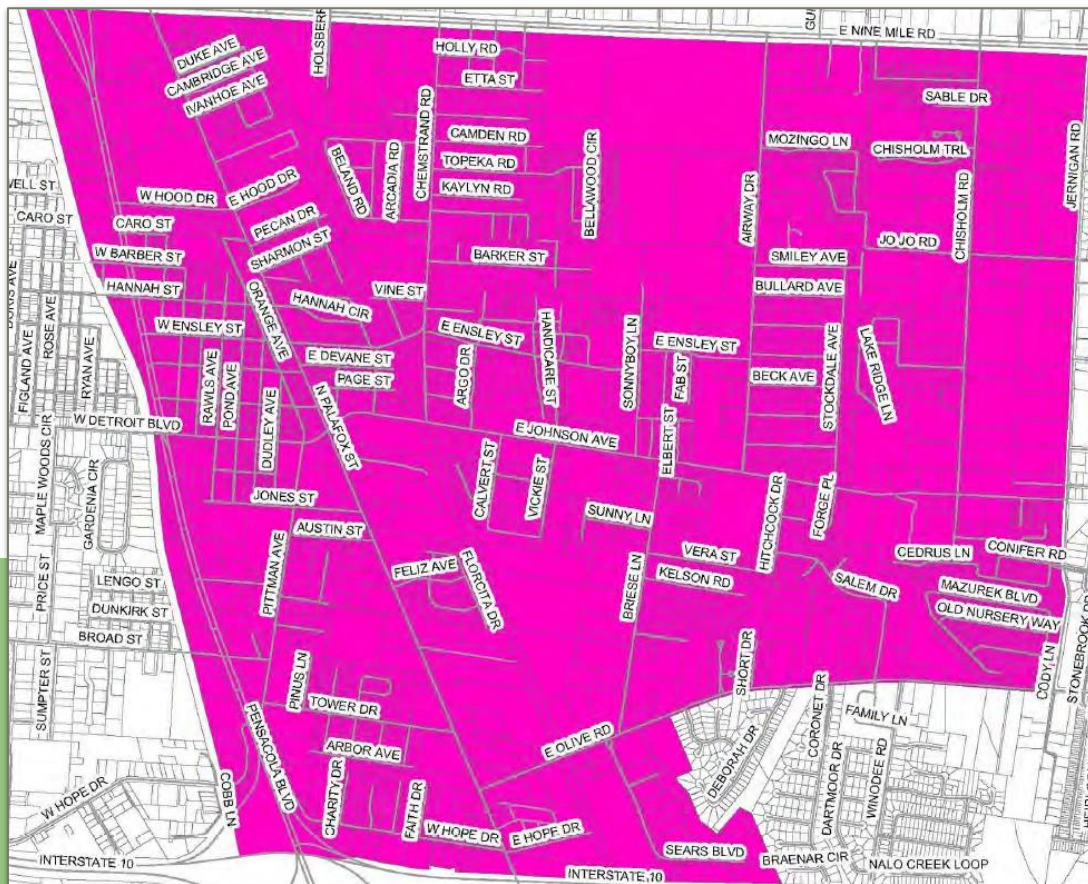 E NINE MILE RD
DUKE AVE
CAMBRIDGE AVE
IVANHOE AVE
HOLLY RD
ETTA ST
SABLE DR
CHEMSTRAND RD
CAMDEN RD
MOZINGO LN
CHISHOLM TRL
JERNIGAN RD
BELAND RD
ARCADIA RD
TOPEKA RD
KAYLYN RD
BELLAWOOD CIR
AIRWAY DR
CHISHOLM RD
W HOOD DR
E HOOD DR
CARO ST
CARO ST
PECAN DR
SHARMON ST
W BARBER ST
BARKER ST
JO JO RD
SMILEY AVE
HANNAH ST
ORANGE AVE
HANNAH CIR
VINE ST
BULLARD AVE
FIGLAND AVE
ROSE AVE
RYAN AVE
W ENSLEY ST
E ENSLEY ST
HANDICARE ST
SONNYBOY LN
E ENSLEY ST
STOCKDALE AVE
LAKE RIDGE LN
RAWLS AVE
POND AVE
E DEVANE ST
PAGE ST
ARGO DR
FAB ST
BECK AVE
W DETROIT BLVD
DUDLEY AVE
N PALAFOX ST
E JOHNSON AVE
ELBERT ST
MAPLE WOODS CIR
GARDENIA CIR
CALVERT ST
VICKIE ST
HITCHCOCK DR
FORGE PL
JONES ST
AUSTIN ST
SUNNY LN
VERA ST
CEDRUS LN
CONIFER RD
PRICE ST
LENGO ST
DUNKIRK ST
BROAD ST
PITTMAN AVE
FELIZ AVE
FLORCITA DR
BRIESE LN
KELSON RD
SALEM DR
MAZUREK BLVD
OLD NURSERY WAY
SUMPTER ST
PINUS LN
TOWER DR
SHORT DR
CORONET DR
FAMILY LN
CODY LN
PENSACOLA BLVD
ARBOR AVE
E OLIVE RD
DEBORAH DR
DARTMOOR DR
WINODEE RD
W HOPE DR
COBB LN
CHARITY DR
FAITH DR
W HOPE DR
E HOPE DR
SEARS BLVD
BRAENAR CIR
NALO CREEK LOOP
INTERSTATE 10
INTERSTATE 10